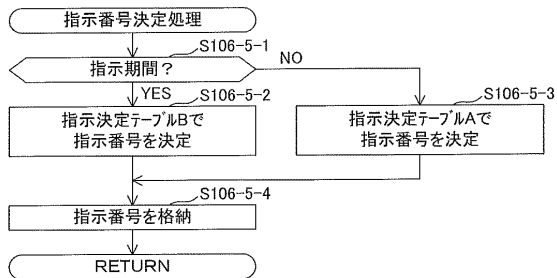 指示番号決定処理
S106-5-1
指示期間？
NO
YES
S106-5-2
指示決定テーブルBで
指示番号を決定
S106-5-3
指示決定テーブルAで
指示番号を決定
S106-5-4
指示番号を格納
RETURN